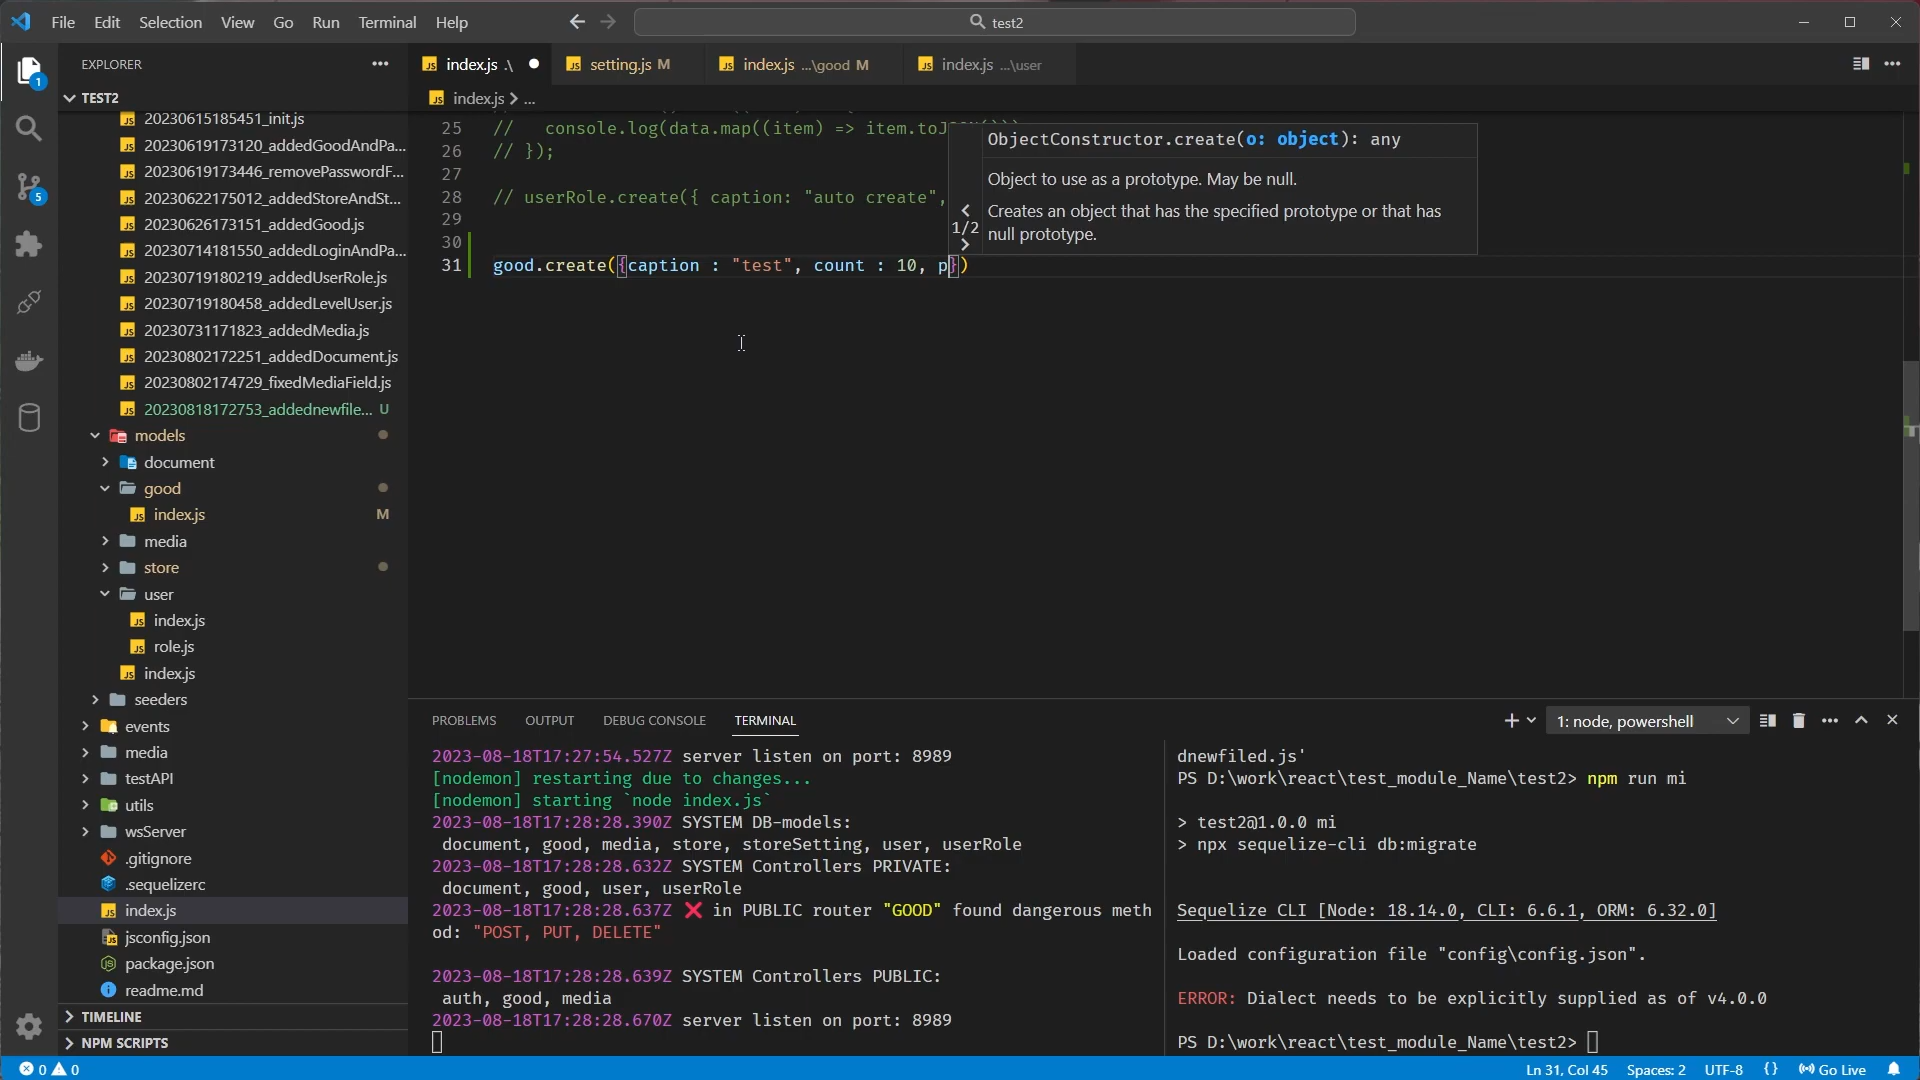 File Edit Selection View Go Run Terminal Help
test2
EXPLORER
index.js .\
setting.js M
index.js ...\good M
index.js ...\user
TEST2
index.js > ...
20230615185451_init.js
20230619173120_addedGoodAndPa...
20230619173446_removePasswordF...
20230622175012_addedStoreAndSt...
20230626173151_addedGood.js
20230714181550_addedLoginAndPa...
20230719180219_addedUserRole.js
20230719180458_addedLevelUser.js
20230731171823_addedMedia.js
20230802172251_addedDocument.js
20230802174729_fixedMediaField.js
20230818172753_addednewfile... U
models
document
good
index.js M
media
store
user
index.js
role.js
index.js
seeders
events
media
testAPI
utils
wsServer
.gitignore
.sequelizerc
index.js
jsconfig.json
package.json
readme.md
TIMELINE
NPM SCRIPTS
1
5
25 // console.log(data.map((item) => item.toJSON()));
26 // });
27
28 // userRole.create({ caption: "auto create",
29
30
31 good.create({caption : "test", count : 10, p})
ObjectConstructor.create(o: object): any
Object to use as a prototype. May be null.
1/2
Creates an object that has the specified prototype or that has
null prototype.
PROBLEMS OUTPUT DEBUG CONSOLE TERMINAL
1: node, powershell
2023-08-18T17:27:54.527Z server listen on port: 8989
[nodemon] restarting due to changes...
[nodemon] starting `node index.js`
2023-08-18T17:28:28.390Z SYSTEM DB-models:
document, good, media, store, storeSetting, user, userRole
2023-08-18T17:28:28.632Z SYSTEM Controllers PRIVATE:
document, good, user, userRole
2023-08-18T17:28:28.637Z ❌ in PUBLIC router "GOOD" found dangerous meth
od: "POST, PUT, DELETE"
2023-08-18T17:28:28.639Z SYSTEM Controllers PUBLIC:
auth, good, media
2023-08-18T17:28:28.670Z server listen on port: 8989
dnewfiled.js'
PS D:\work\react\test_module_Name\test2> npm run mi
> test2@1.0.0 mi
> npx sequelize-cli db:migrate
Sequelize CLI [Node: 18.14.0, CLI: 6.6.1, ORM: 6.32.0]
Loaded configuration file "config\config.json".
ERROR: Dialect needs to be explicitly supplied as of v4.0.0
PS D:\work\react\test_module_Name\test2>
0 0
Ln 31, Col 45 Spaces: 2 UTF-8 {} Go Live